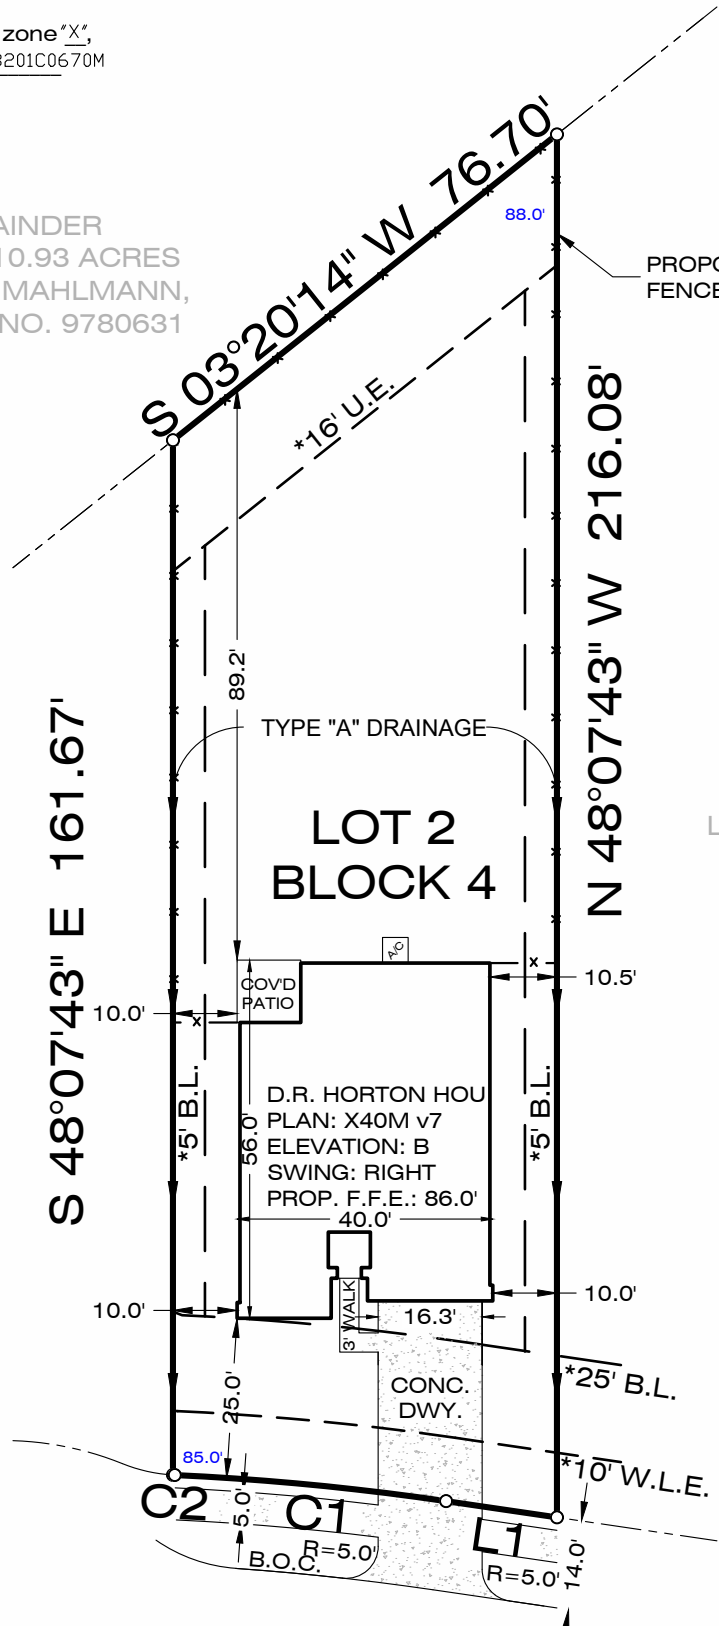 zone "X",
8201C0670M
S 03°20'14" W 76.70'
88.0'
AINDER
10.93 ACRES
MAHLMANN,
NO. 9780631
PROPO
FENCE
*16' U.E.
N 48°07'43" W 216.08'
89.2'
S 48°07'43" E 161.67'
TYPE "A" DRAINAGE
L
LOT 2
BLOCK 4
A/C
x
COV'D
PATIO
10.5'
10.0'
x
*5' B.L.
*5' B.L.
D.R. HORTON HOU
PLAN: X40M v7
ELEVATION: B
SWING: RIGHT
PROP. F.F.E.: 86.0'
56.0'
40.0'
10.0'
10.0'
3' WALK
16.3'
CONC.
DWY.
*25' B.L.
25.0'
85.0'
*10' W.L.E.
C2
5.0'
C1
L1
R=5.0'
B.O.C.
R=5.0'
14.0'